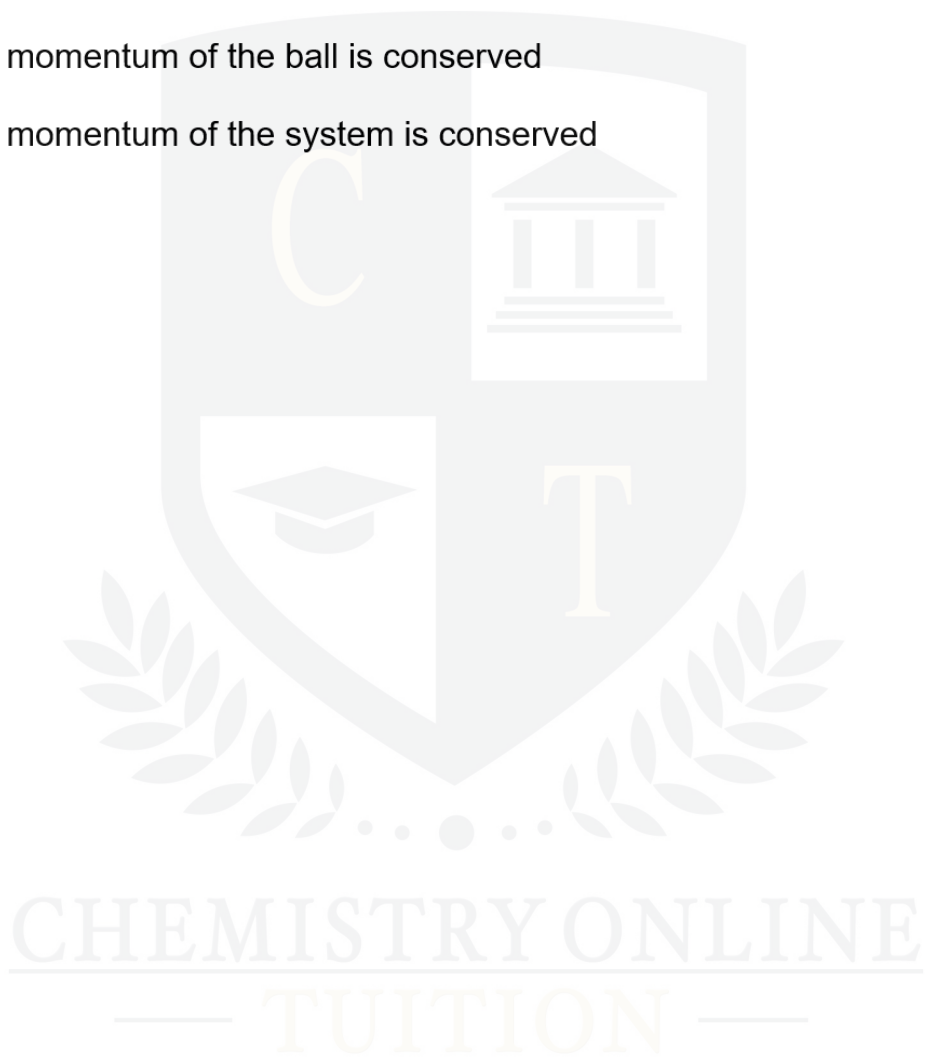 momentum of the ball is conserved
momentum of the system is conserved
C
T
CHEMISTRY ONLINE
TUITION